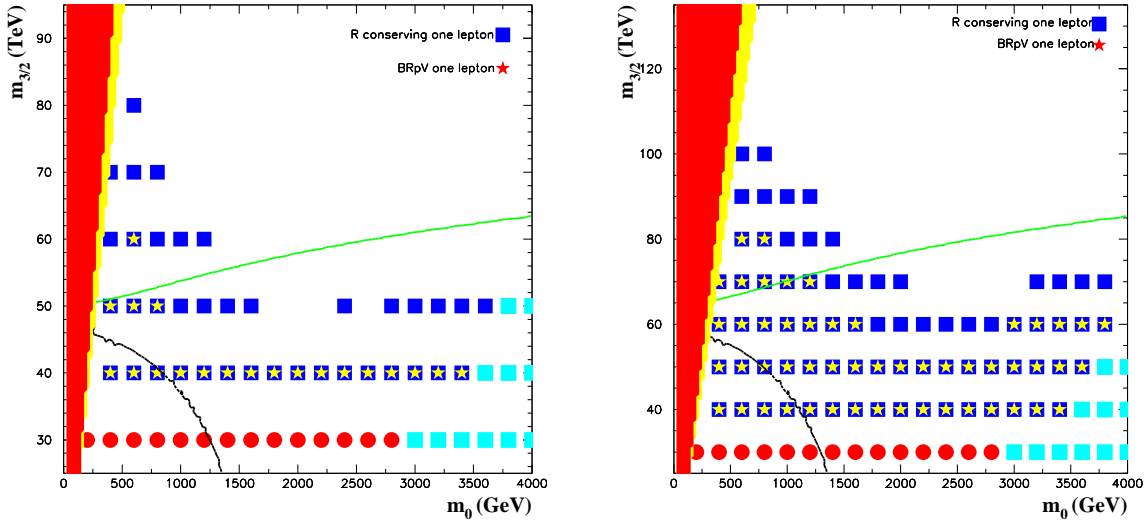 m3/2 (TeV)
90
80
70
60
50
40
30
R conserving one lepton
BRpV one lepton
0 500 1000 1500 2000 2500 3000 3500 4000
m0 (GeV)
m3/2 (TeV)
120
100
80
60
40
R conserving one lepton
BRpV one lepton
0 500 1000 1500 2000 2500 3000 3500 4000
m0 (GeV)